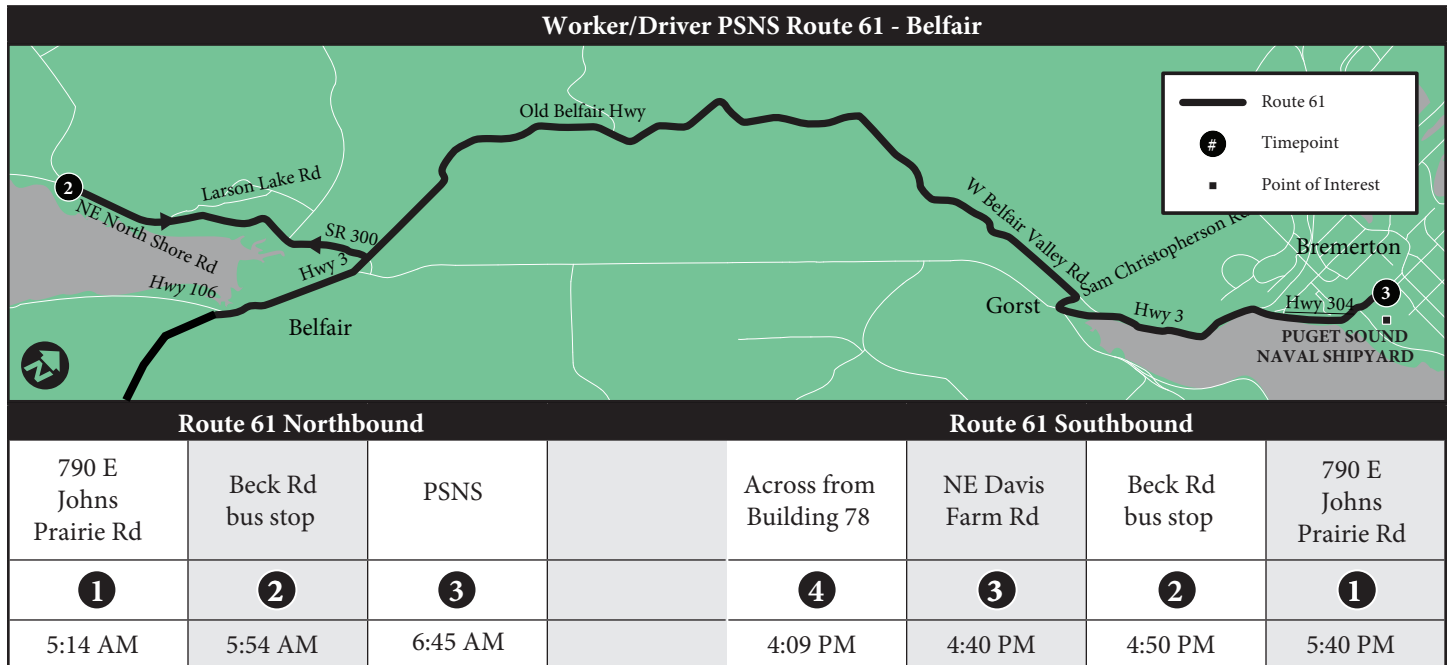 Worker/Driver PSNS Route 61 - Belfair
Route 61
#
Timepoint
Point of Interest
Old Belfair Hwy
2
Larson Lake Rd
NE North Shore Rd
SR 300
Hwy 3
Hwy 106
Belfair
W Belfair Valley Rd
Sam Christopherson R
Bremerton
Gorst
Hwy 3
Hwy 304
3
PUGET SOUND
NAVAL SHIPYARD
N
Route 61 Northbound
790 E
Johns
Prairie Rd
Beck Rd
bus stop
PSNS
1
2
3
5:14 AM
5:54 AM
6:45 AM
Route 61 Southbound
Across from
Building 78
NE Davis
Farm Rd
Beck Rd
bus stop
790 E
Johns
Prairie Rd
4
3
2
1
4:09 PM
4:40 PM
4:50 PM
5:40 PM